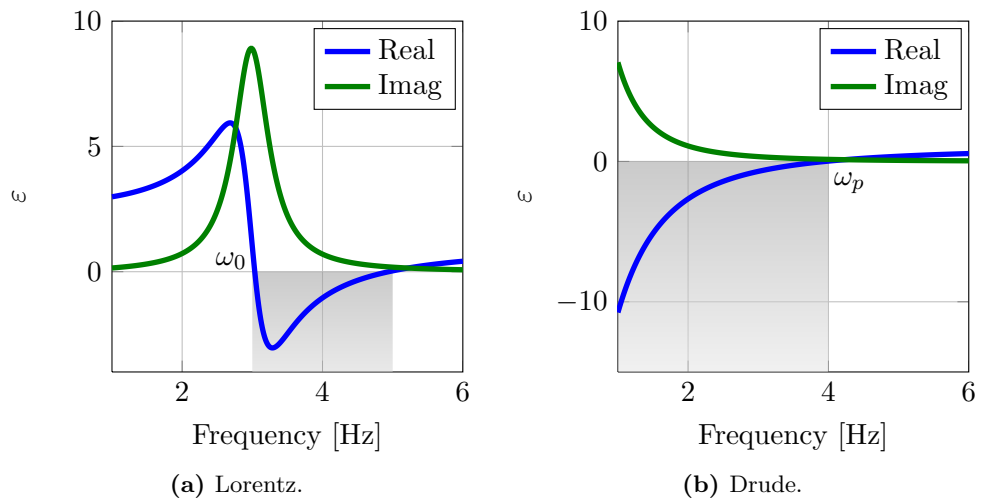 10
5
0
2
4
6
ε
Frequency [Hz]
Real
Imag
ω₀
(a) Lorentz.
10
0
−10
2
4
6
ε
Frequency [Hz]
Real
Imag
ωₚ
(b) Drude.